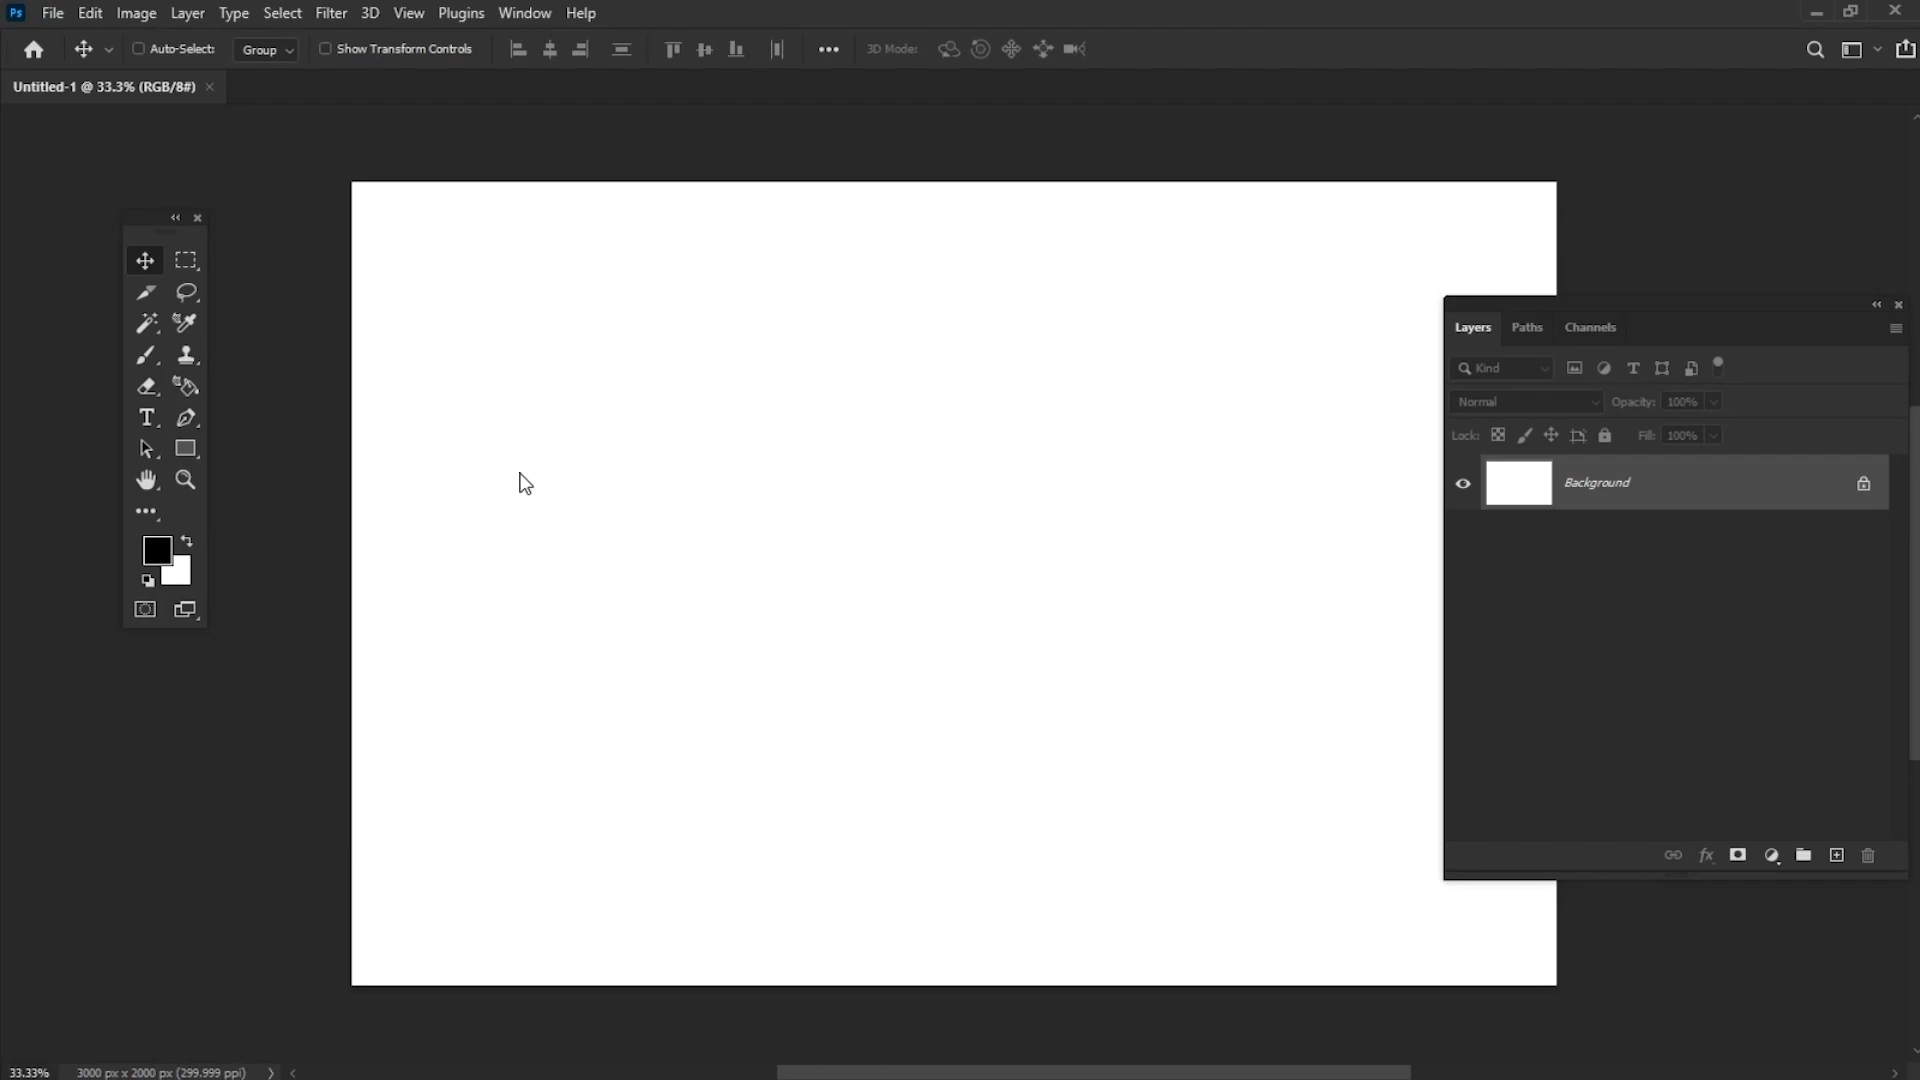 Ps File Edit Image Layer Type Select Filter 3D View Plugins Window Help
Auto-Select: Group Show Transform Controls 3D Mode:
Untitled-1 @ 33.3% (RGB/8#)
Layers Paths Channels
Kind
Normal Opacity: 100%
Lock: Fill: 100%
Background
33.33% 3000 px x 2000 px (299.999 ppi)